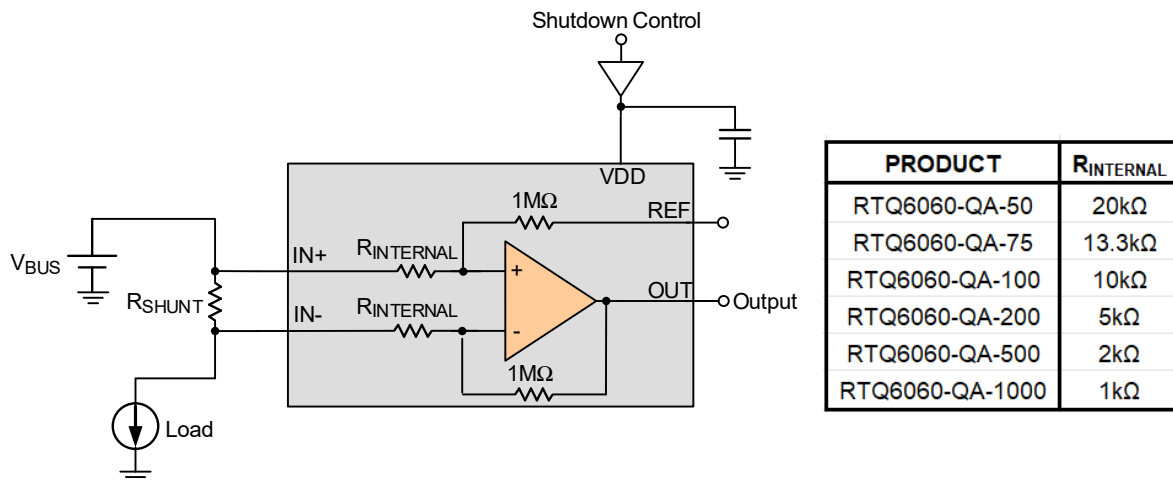 Shutdown Control
VDD
1MΩ
REF
IN+
RINTERNAL
VBUS
+
RSHUNT
OUT
Output
IN-
RINTERNAL
-
1MΩ
Load
PRODUCT RINTERNAL
RTQ6060-QA-50 20kΩ
RTQ6060-QA-75 13.3kΩ
RTQ6060-QA-100 10kΩ
RTQ6060-QA-200 5kΩ
RTQ6060-QA-500 2kΩ
RTQ6060-QA-1000 1kΩ